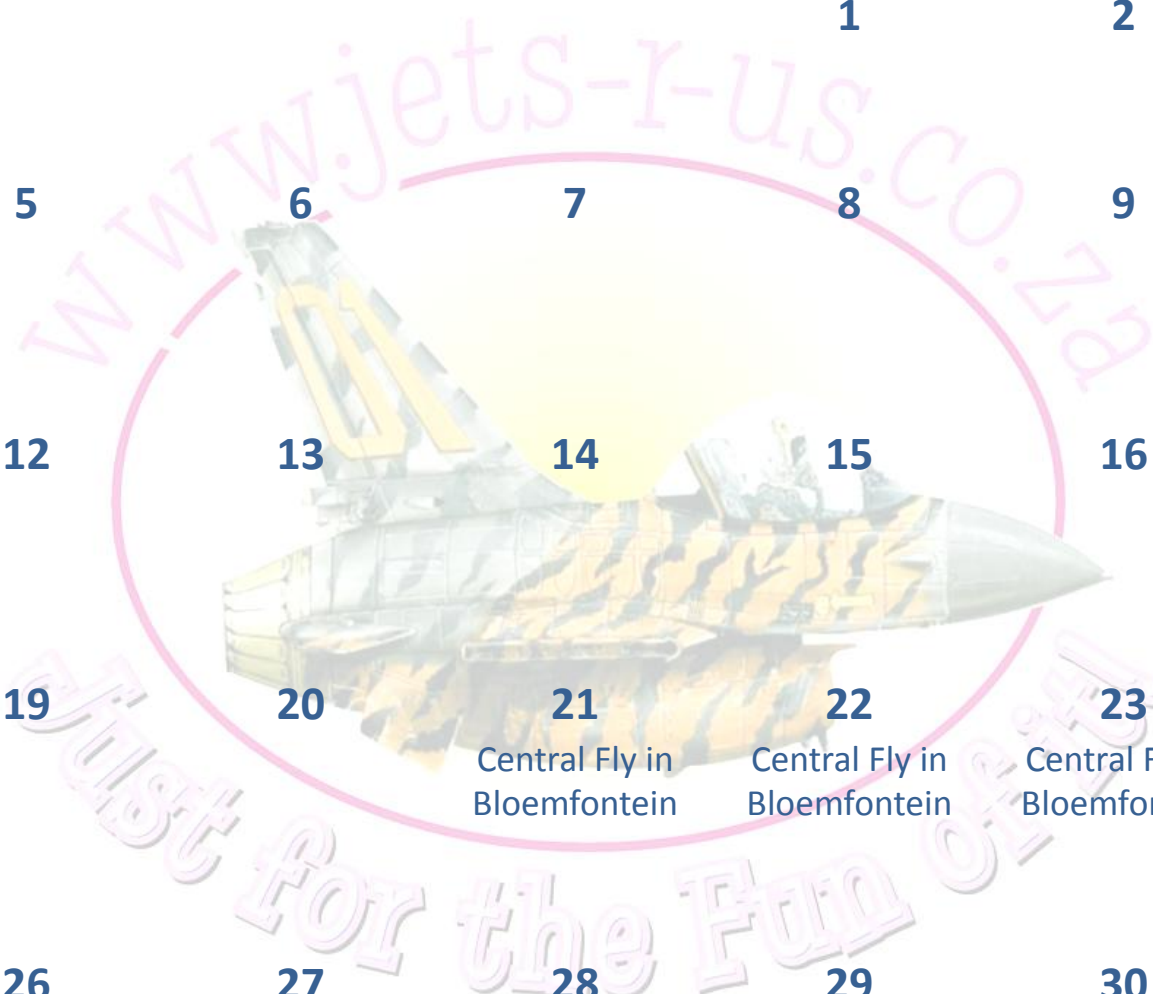 1 2
www.jets-r-us.co.za
5 6 7 8 9
01
12 13 14 15 16
19 20 21 22 23
Central Fly in Central Fly in Central
Bloemfontein Bloemfontein
Just for the Fun of it!!
26 27 28 29 30